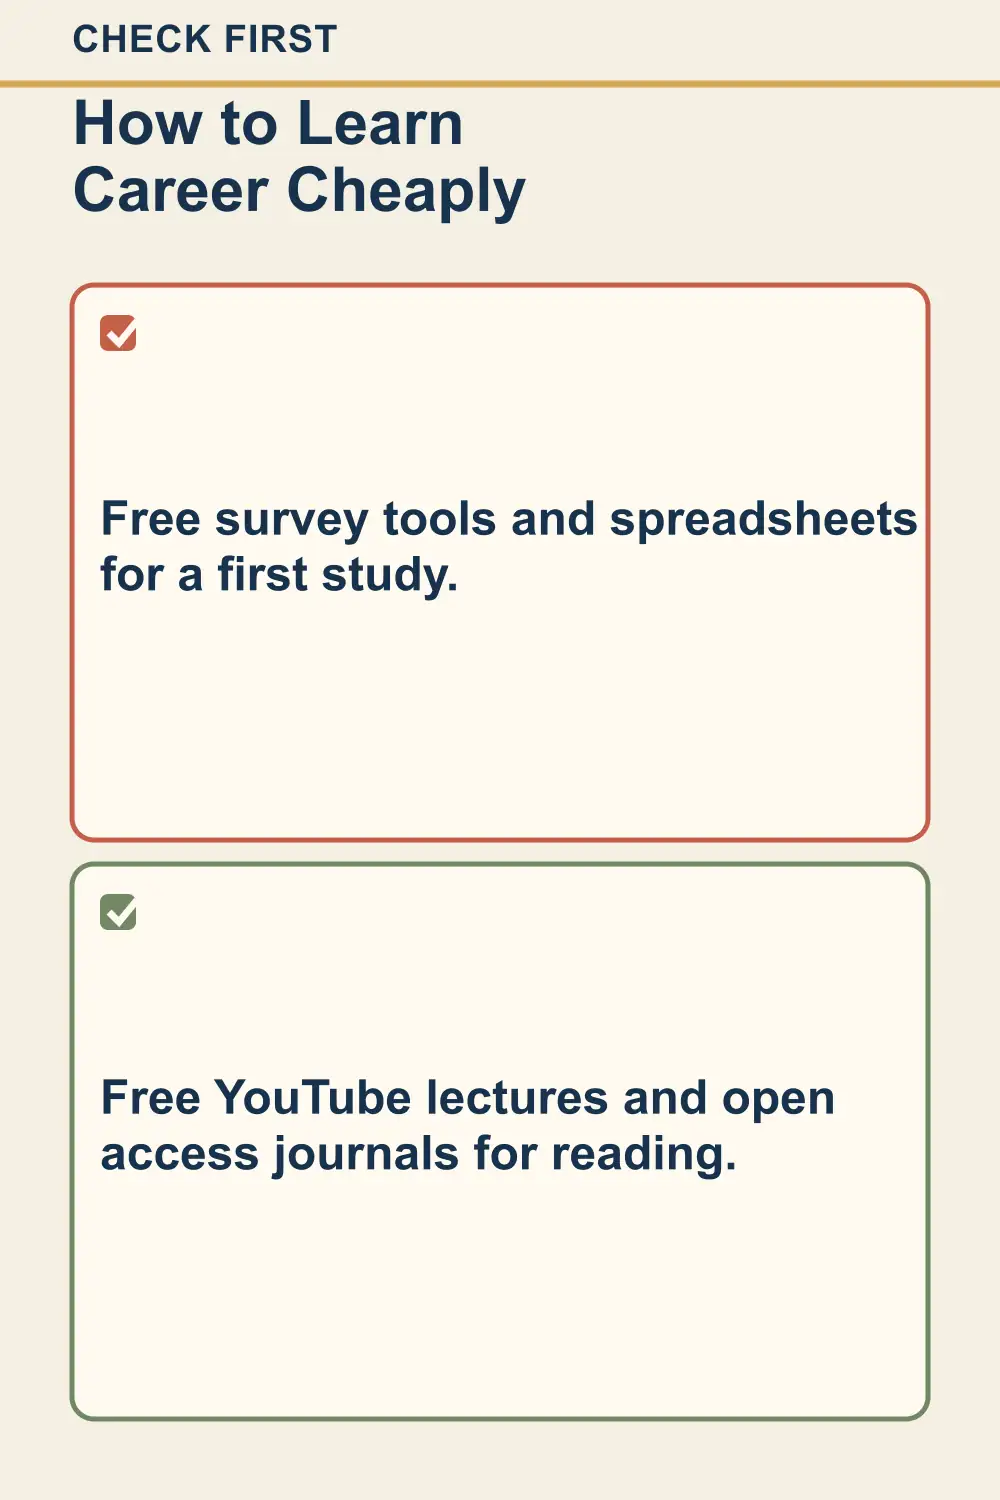 CHECK FIRST
How to Learn
Career Cheaply
Free survey tools and spreadsheets
for a first study.
Free YouTube lectures and open
access journals for reading.